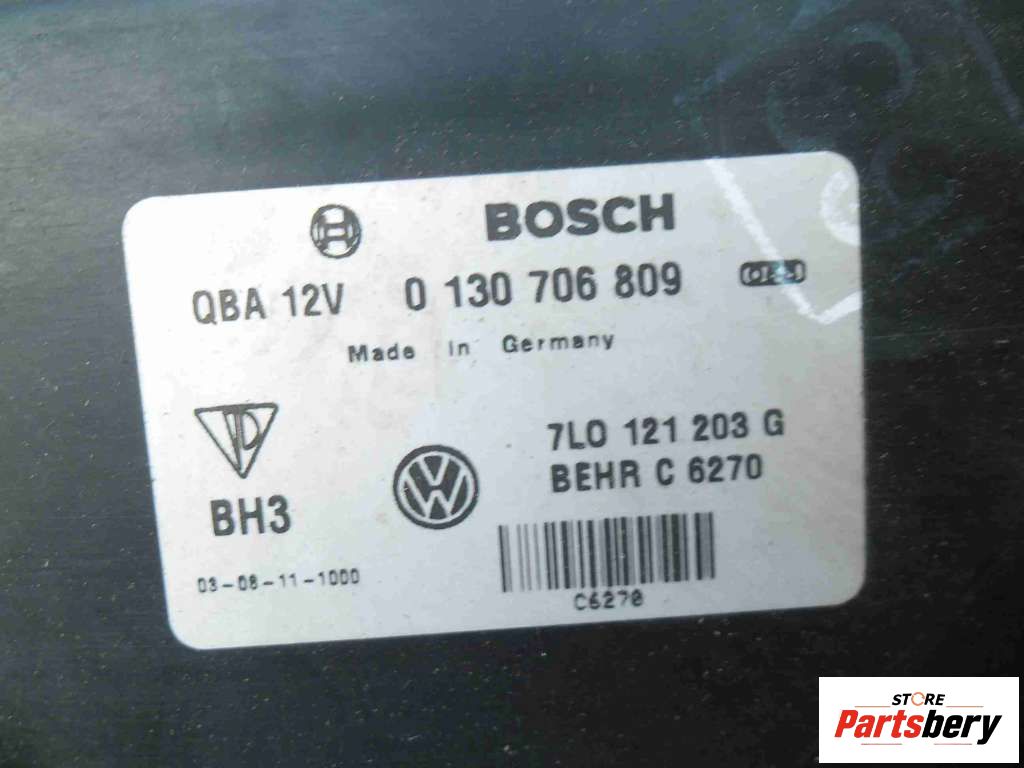 BOSCH
QBA 12V 0 130 706 809
Made in Germany
7L0 121 203 G
BEHR C 6270
BH3
03-08-11-1000
C6270
STORE
Partsbery